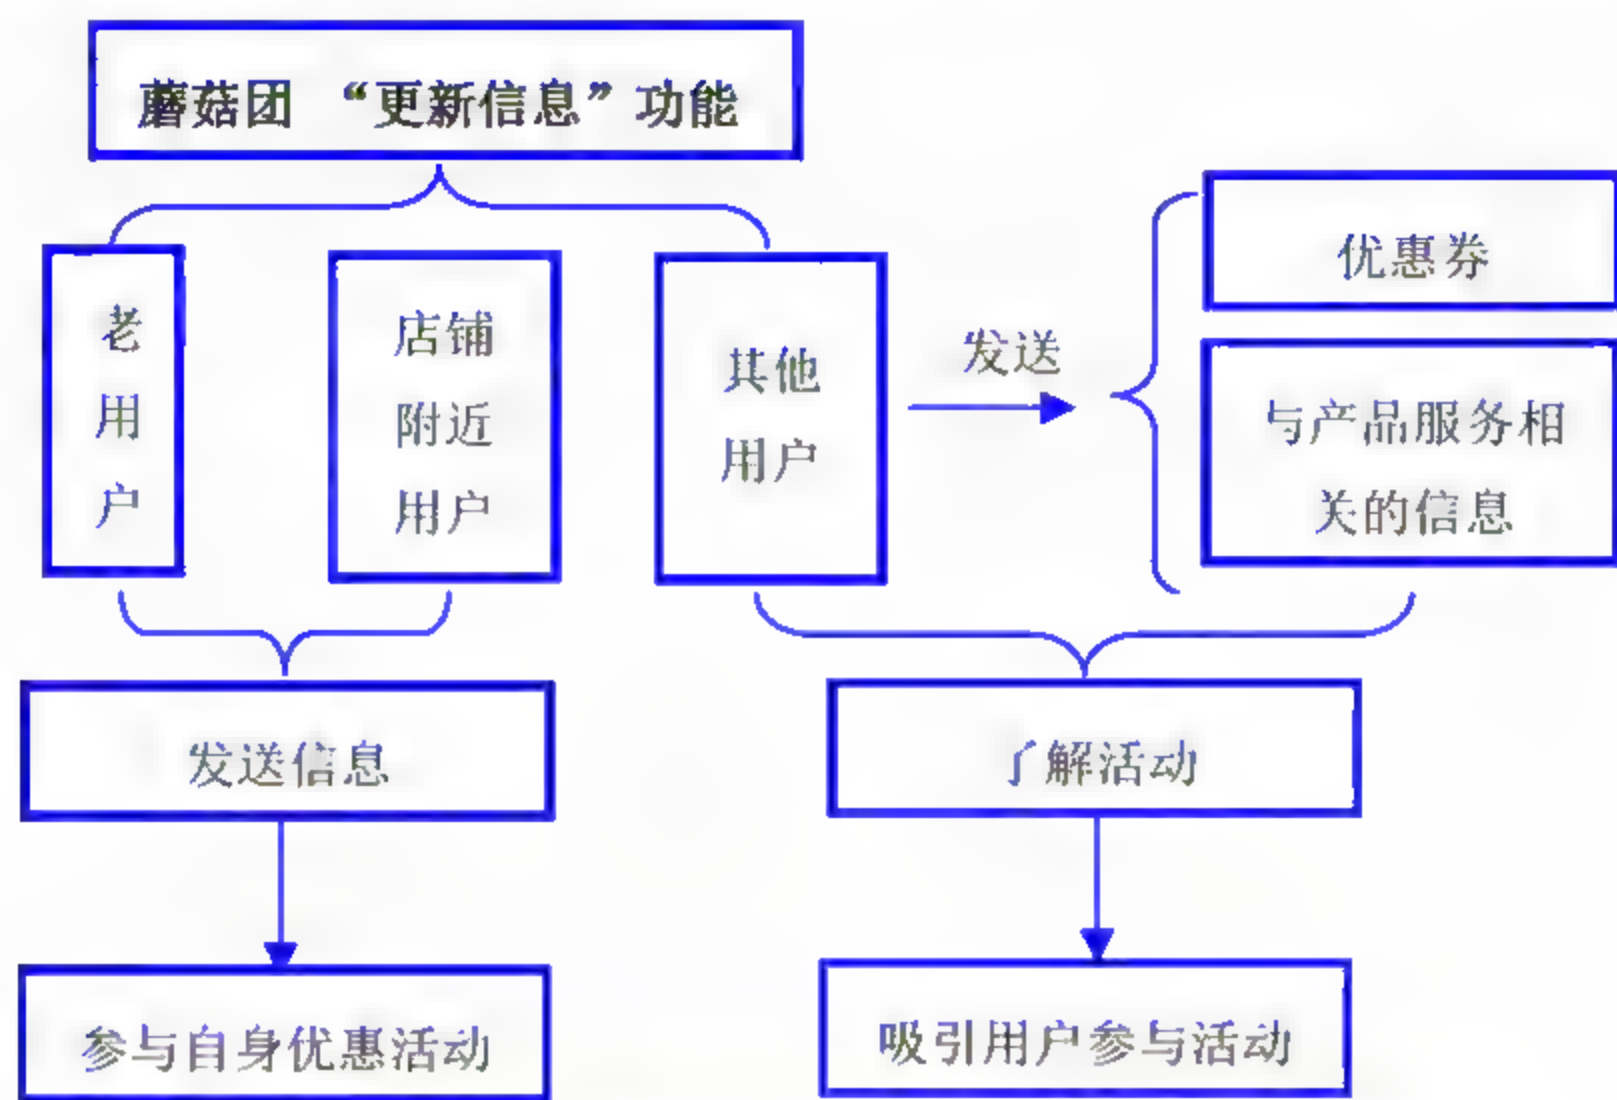 蘑菇团 “更新信息”功能
老
用
户
店铺
附近
用户
其他
用户
发送
优惠券
与产品服务相
关的信息
发送信息
了解活动
参与自身优惠活动
吸引用户参与活动